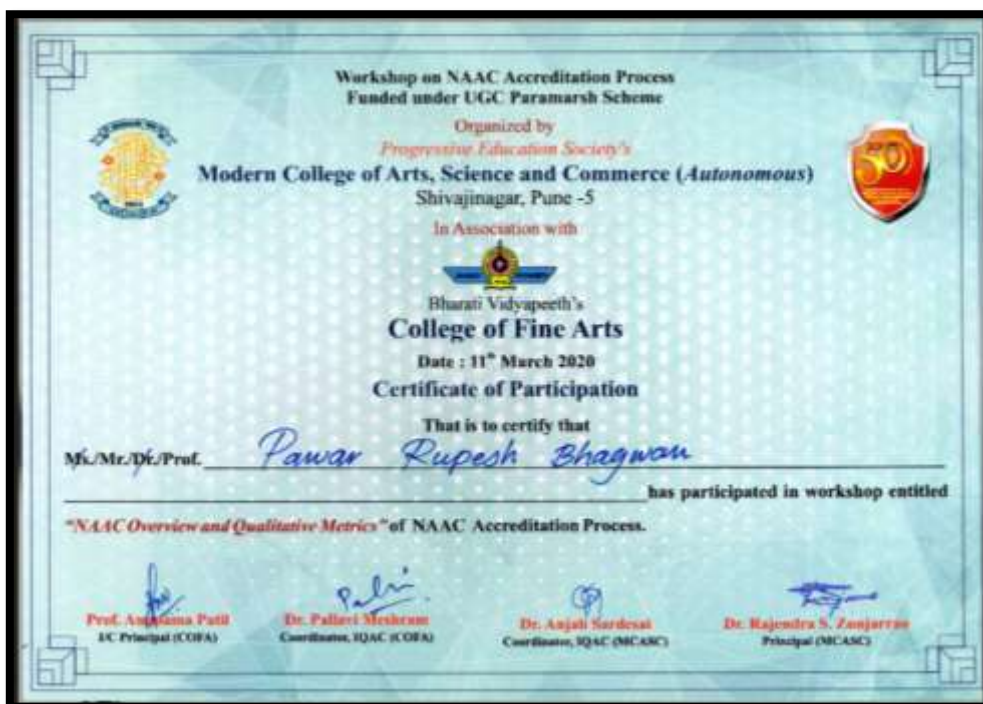 Workshop on NAAC Accreditation Process
Funded under UGC Paramarsh Scheme
Organized by
Progressive Education Society's
Modern College of Arts, Science and Commerce (Autonomous)
Shivajinagar, Pune -5
In Association with
50
Bharati Vidyapeeth's
College of Fine Arts
Date : 11th March 2020
Certificate of Participation
That is to certify that
Ms./Mr./Dr./Prof. Pawar Rupesh Bhagwan
has participated in workshop entitled
"NAAC Overview and Qualitative Metrics" of NAAC Accreditation Process.
Prof. Anupama Patil Dr. Pallavi Meshram Dr. Anjali Sardesai Dr. Rajendra S. Zunjarrao
I/C Principal (COFA) Coordinator, IQAC (COFA) Coordinator, IQAC (MCASC) Principal (MCASC)